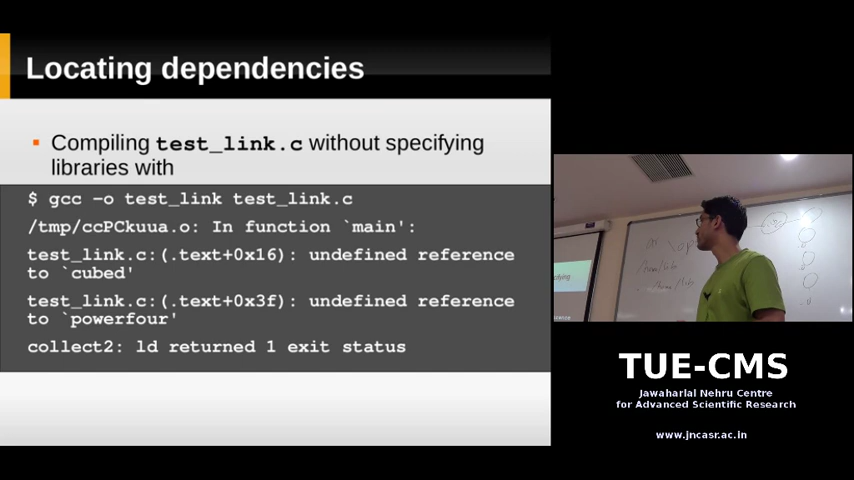 Locating dependencies
▪ Compiling test_link.c without specifying
libraries with
$ gcc –o test_link test_link.c
/tmp/ccPCkuua.o: In function `main':
test_link.c:(.text+0x16): undefined reference
to `cubed'
test_link.c:(.text+0x3f): undefined reference
to `powerfour'
collect2: ld returned 1 exit status
TUE-CMS
Jawaharlal Nehru Centre
for Advanced Scientific Research
www.jncasr.ac.in